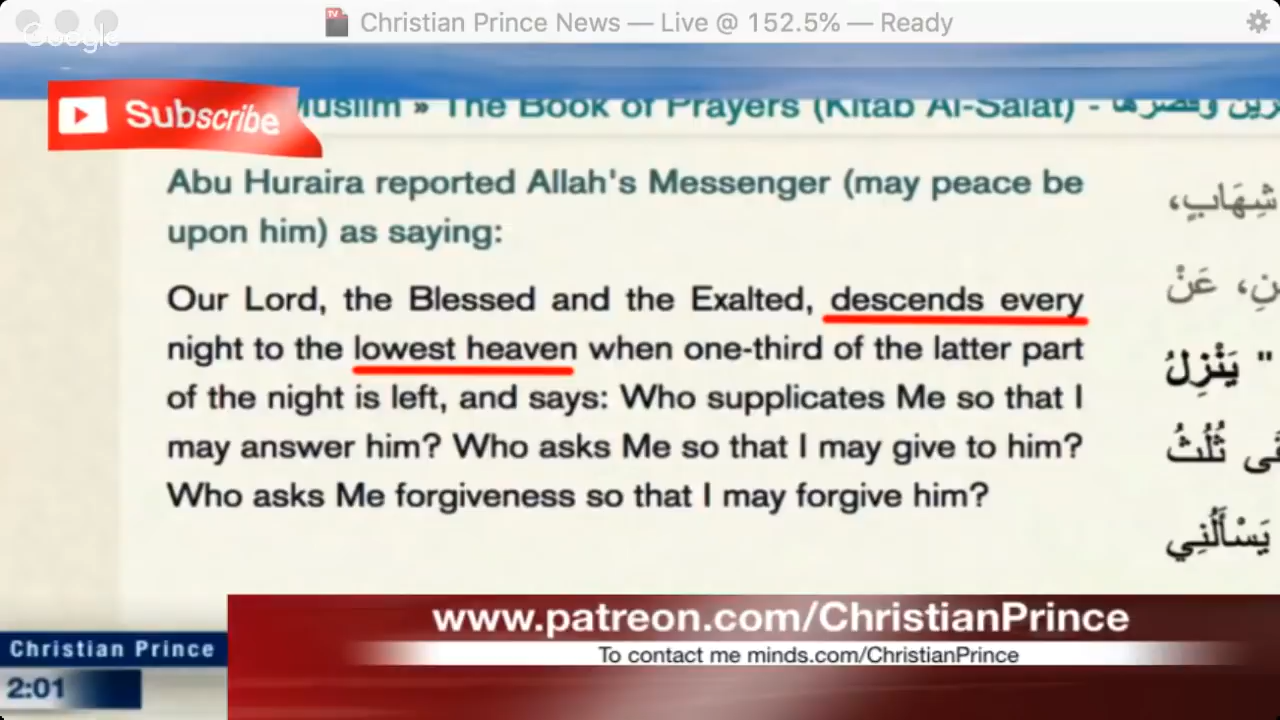 Christian Prince News — Live @ 152.5% — Ready
Google
Subscribe
Muslim » The Book of Prayers (Kitab Al-Salat) -
Abu Huraira reported Allah's Messenger (may peace be
upon him) as saying:
شِهَابٍ،
Our Lord, the Blessed and the Exalted, descends every
عَنْ
night to the lowest heaven when one-third of the latter part
" يَنْزِلُ
of the night is left, and says: Who supplicates Me so that I
may answer him? Who asks Me so that I may give to him?
ثُلُثُ
Who asks Me forgiveness so that I may forgive him?
يَسْأَلُنِي
www.patreon.com/ChristianPrince
To contact me minds.com/ChristianPrince
Christian Prince
2:01